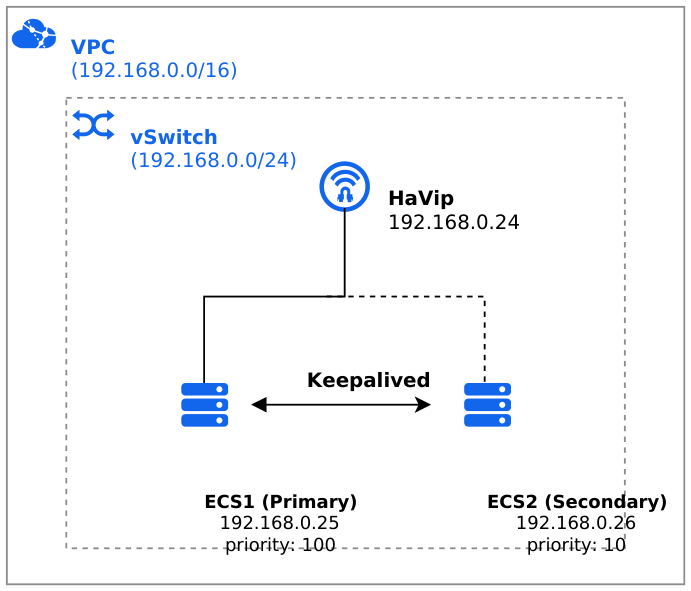 VPC
(192.168.0.0/16)
vSwitch
(192.168.0.0/24)
HaVip
192.168.0.24
Keepalived
ECS1 (Primary)
192.168.0.25
priority: 100
ECS2 (Secondary)
192.168.0.26
priority: 10